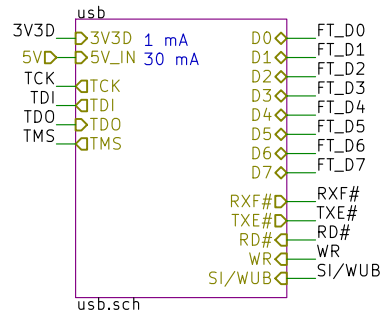 usb
3V3D 3V3D 1 mA D0 FT_D0
5V 5V_IN 30 mA D1 FT_D1
D2 FT_D2
TCK TCK D3 FT_D3
TDI TDI D4 FT_D4
TDO TDO D5 FT_D5
TMS TMS D6 FT_D6
D7 FT_D7
RXF# RXF#
TXE# TXE#
RD# RD#
WR WR
SI/WUB SI/WUB
usb.sch